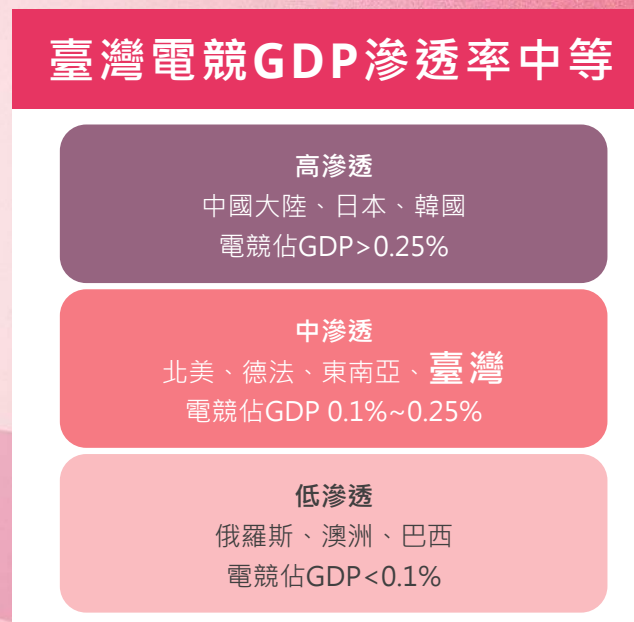 臺灣電競GDP滲透率中等
高滲透
中國大陸、日本、韓國
電競佔GDP>0.25%
中滲透
北美、德法、東南亞、臺灣
電競佔GDP 0.1%~0.25%
低滲透
俄羅斯、澳洲、巴西
電競佔GDP<0.1%